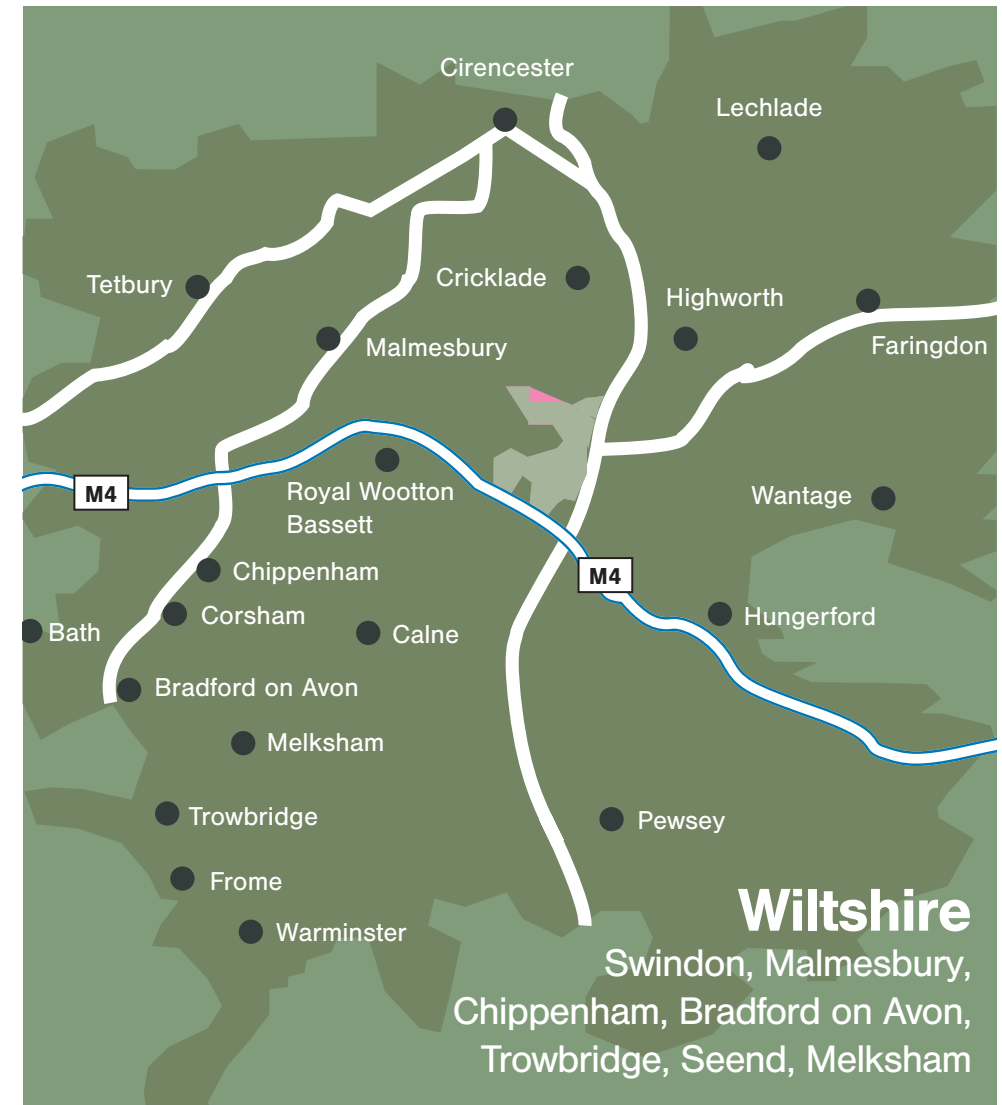 Cirencester
Lechlade
Tetbury
Cricklade
Highworth
Malmesbury
Faringdon
M4
Royal Wootton
Bassett
Wantage
Chippenham
M4
Corsham
Hungerford
Bath
Calne
Bradford on Avon
Melksham
Trowbridge
Pewsey
Frome
Warminster
Wiltshire
Swindon, Malmesbury,
Chippenham, Bradford on Avon,
Trowbridge, Seend, Melksham